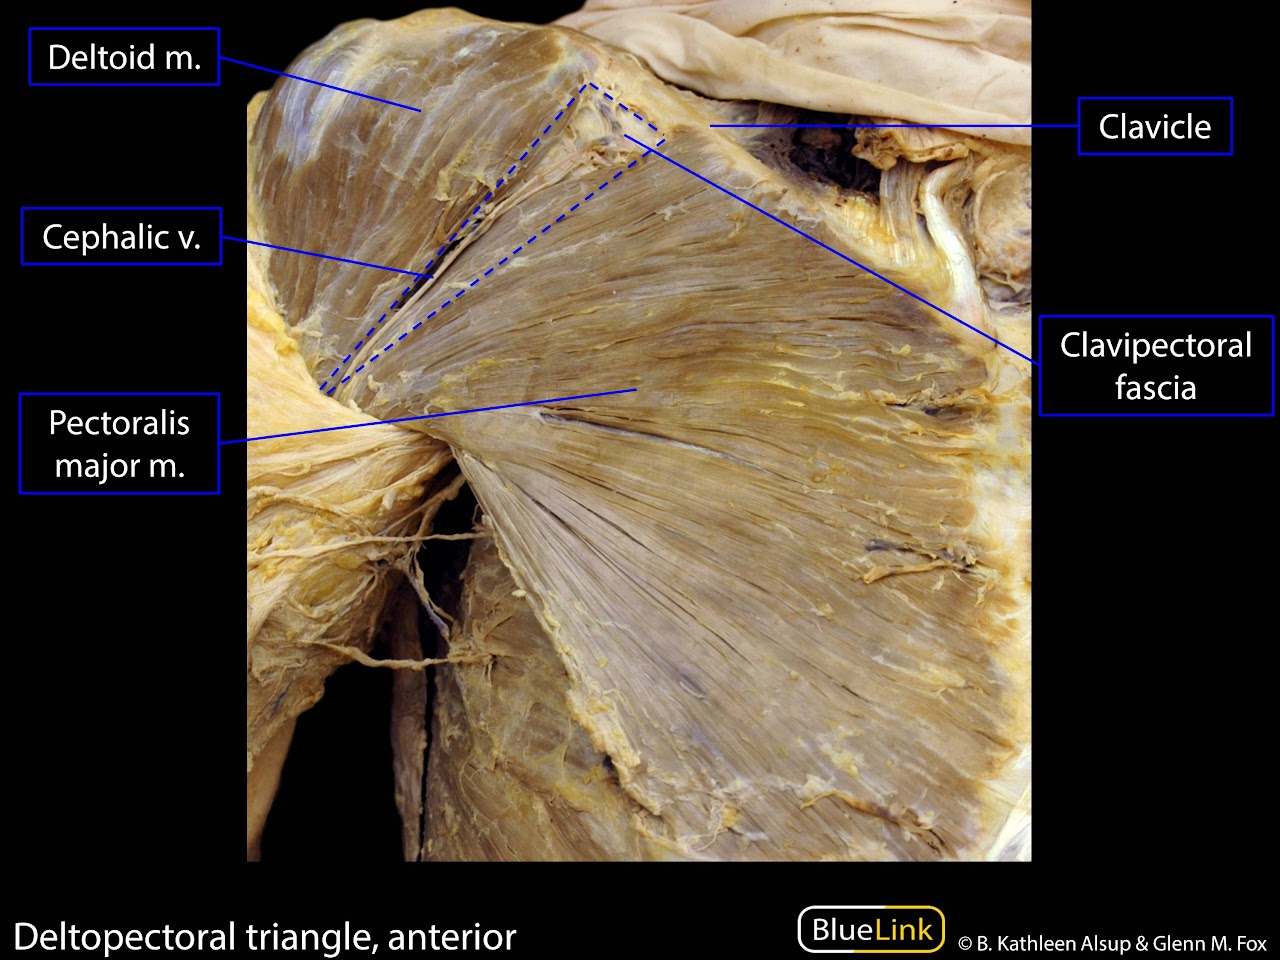 Deltoid m.
Clavicle
Cephalic v.
Clavipectoral
fascia
Pectoralis
major m.
Deltopectoral triangle, anterior
BlueLink
© B. Kathleen Alsup & Glenn M. Fox